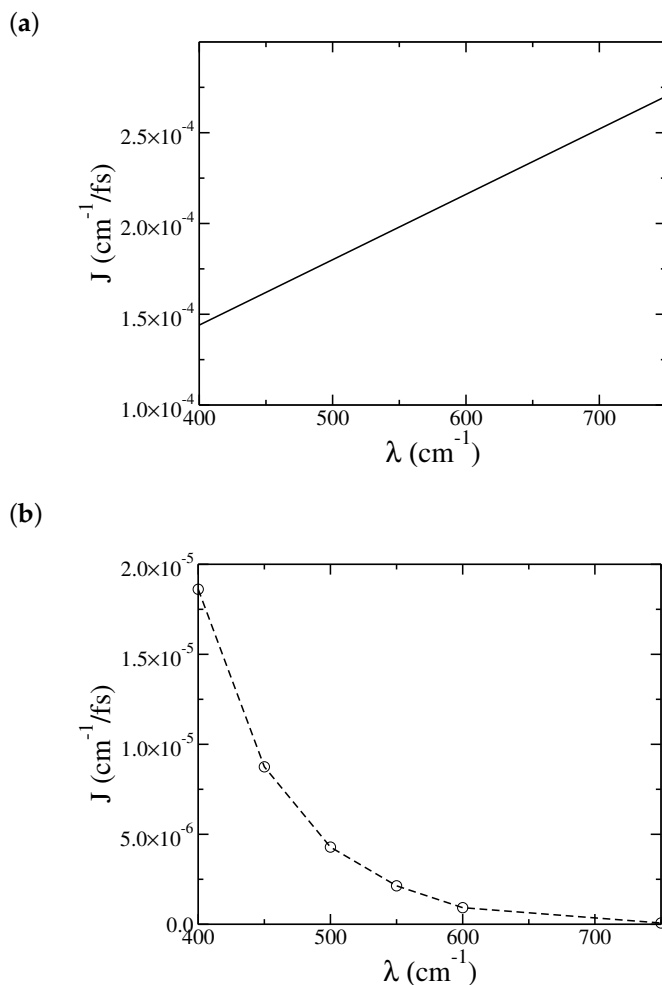 (a)
2.5×10⁻⁴
2.0×10⁻⁴
1.5×10⁻⁴
1.0×10⁻⁴
J (cm⁻¹/fs)
400 500 600 700
λ (cm⁻¹)
(b)
2.0×10⁻⁵
1.5×10⁻⁵
1.0×10⁻⁵
5.0×10⁻⁶
0.0
J (cm⁻¹/fs)
400 500 600 700
λ (cm⁻¹)